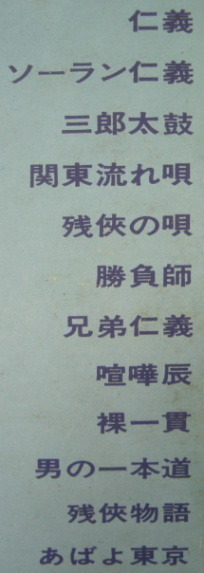 仁義
ソーラン仁義
三郎太鼓
関東流れ唄
残侠の唄
勝負師
兄弟仁義
喧嘩辰
裸一貫
男の一本道
残侠物語
あばよ東京